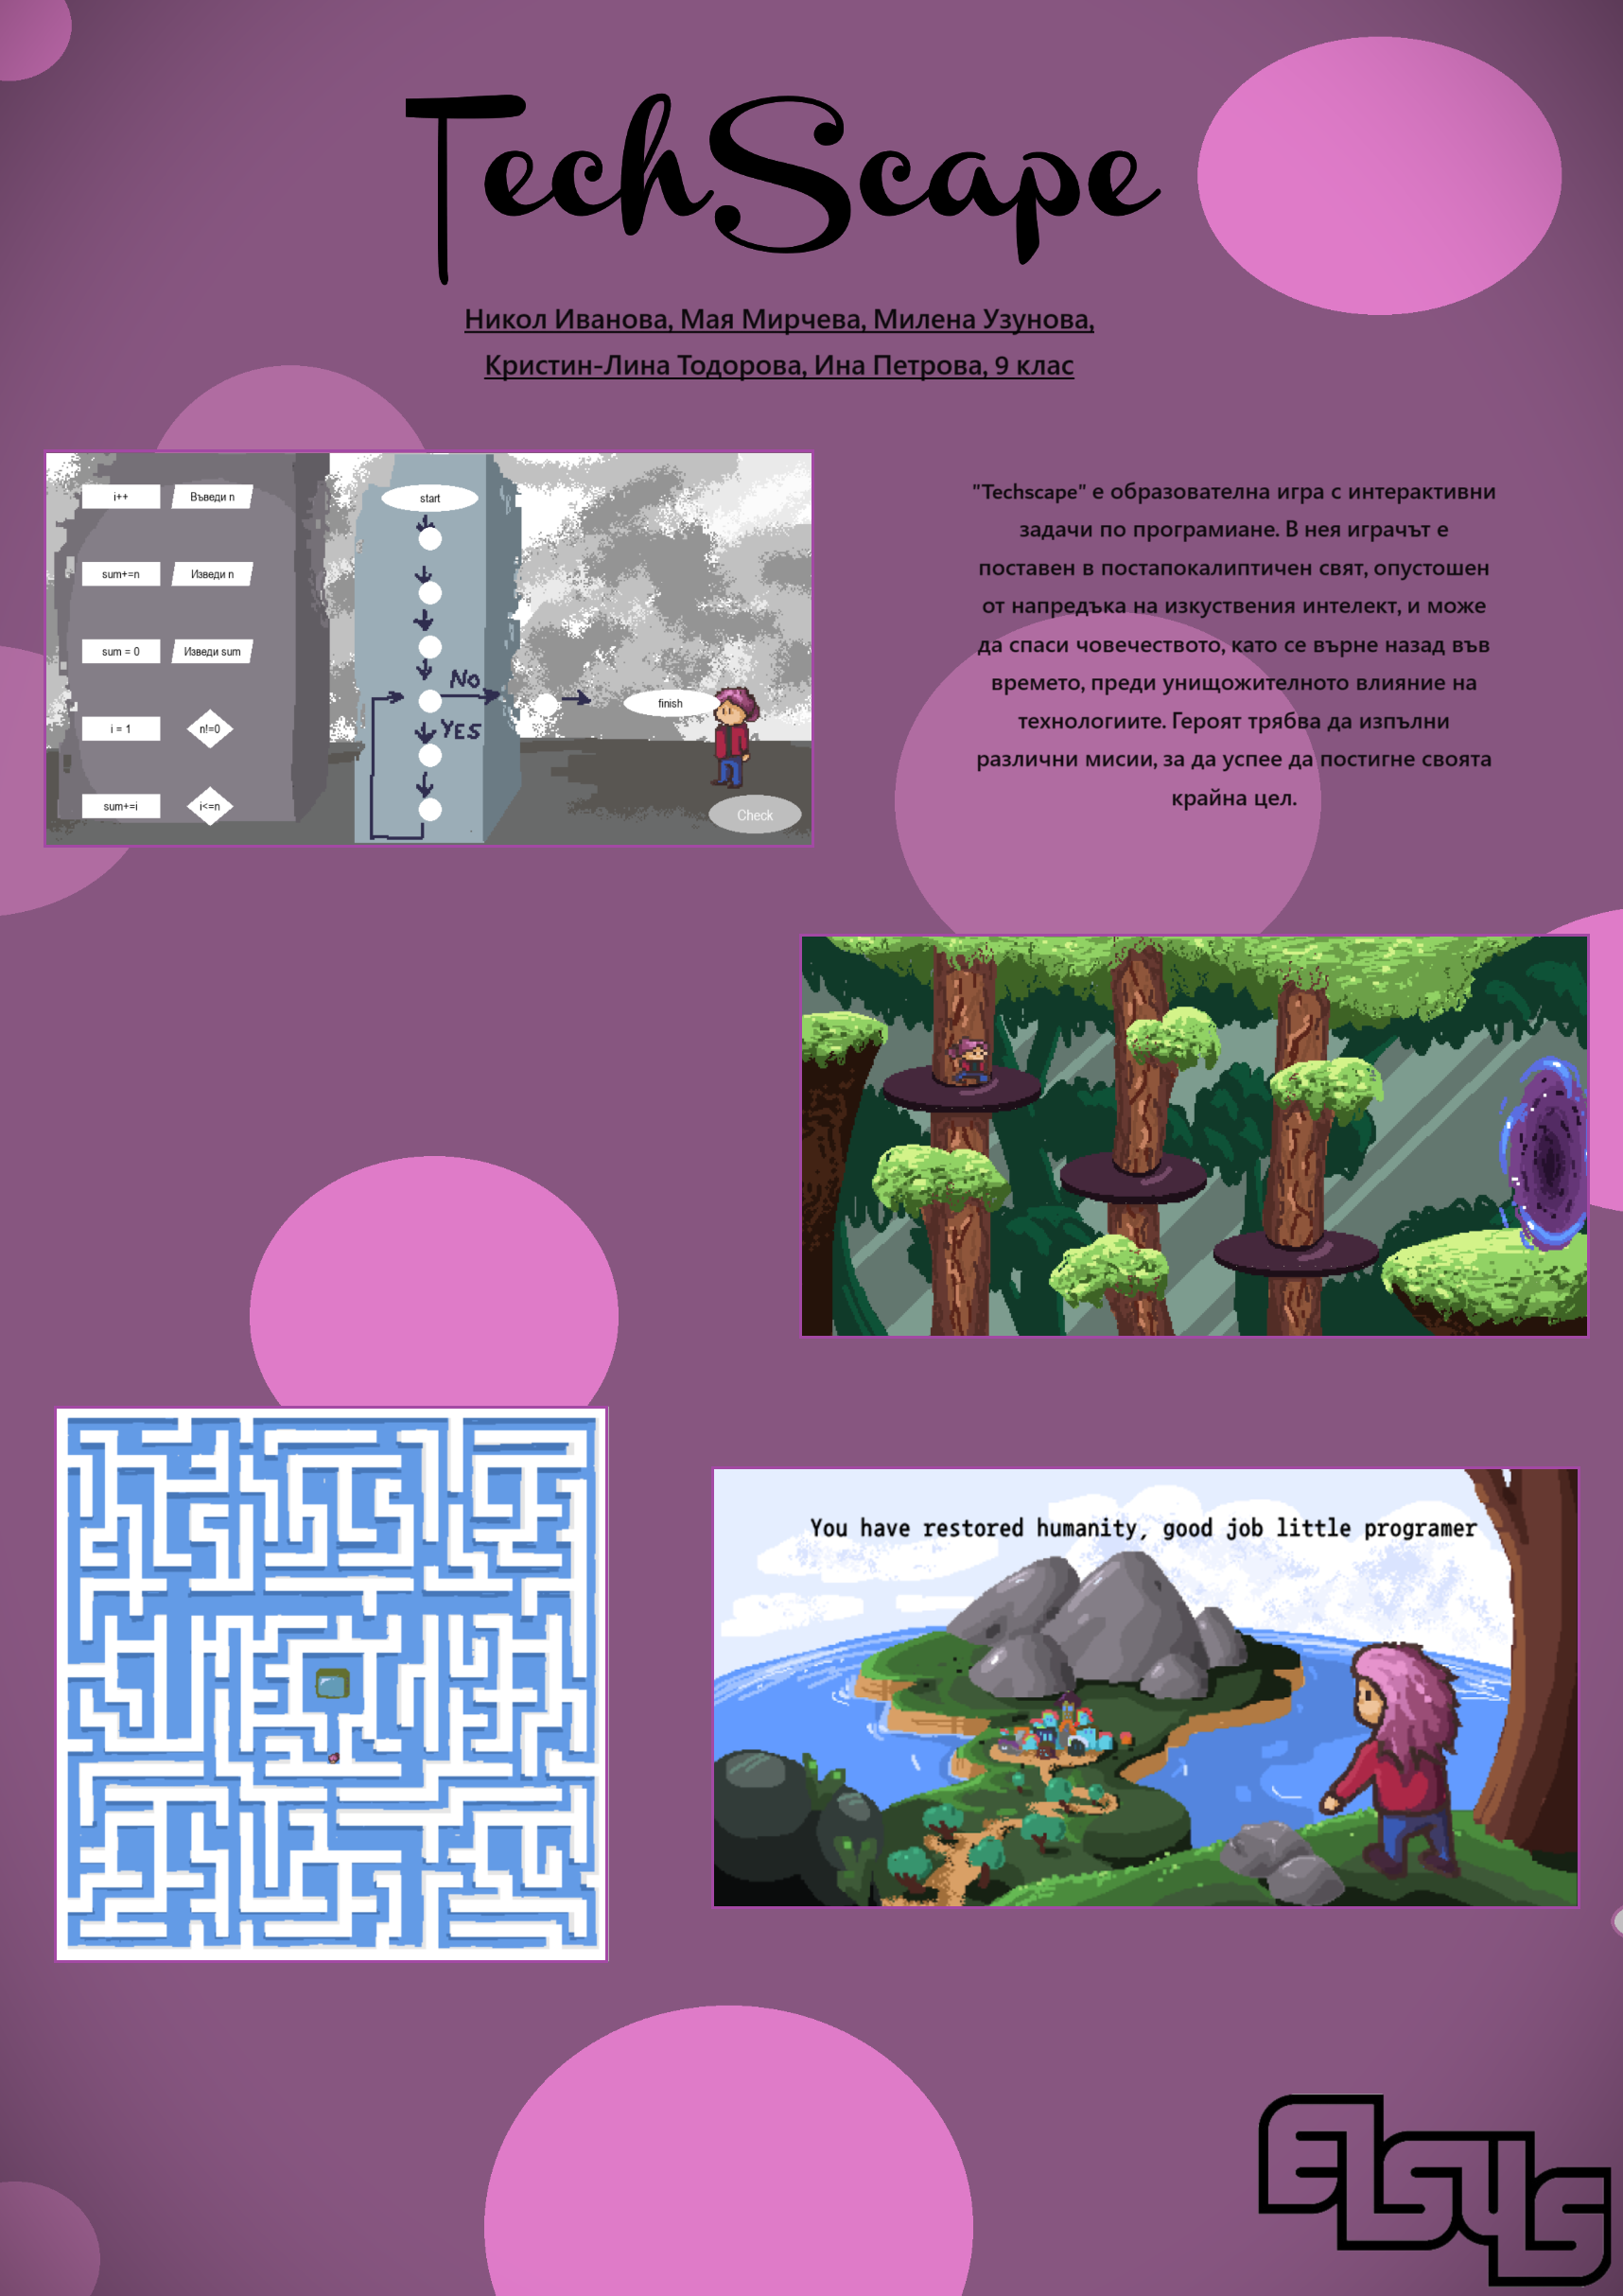 TechScape
Никол Иванова, Мая Мирчева, Милена Узунова,
Кристин-Лина Тодорова, Ина Петрова, 9 клас
i++
Въведи n
sum+=n
Изведи n
sum = 0
Изведи sum
i = 1
n!=0
sum+=i
i<=n
start
No
YES
finish
Check
"Techscape" е образователна игра с интерактивни
задачи по програмиане. В нея играчът е
поставен в постапокалиптичен свят, опустошен
от напредъка на изкуствения интелект, и може
да спаси човечеството, като се върне назад във
времето, преди унищожителното влияние на
технологиите. Героят трябва да изпълни
различни мисии, за да успее да постигне своята
крайна цел.
You have restored humanity, good job little programer
elsys